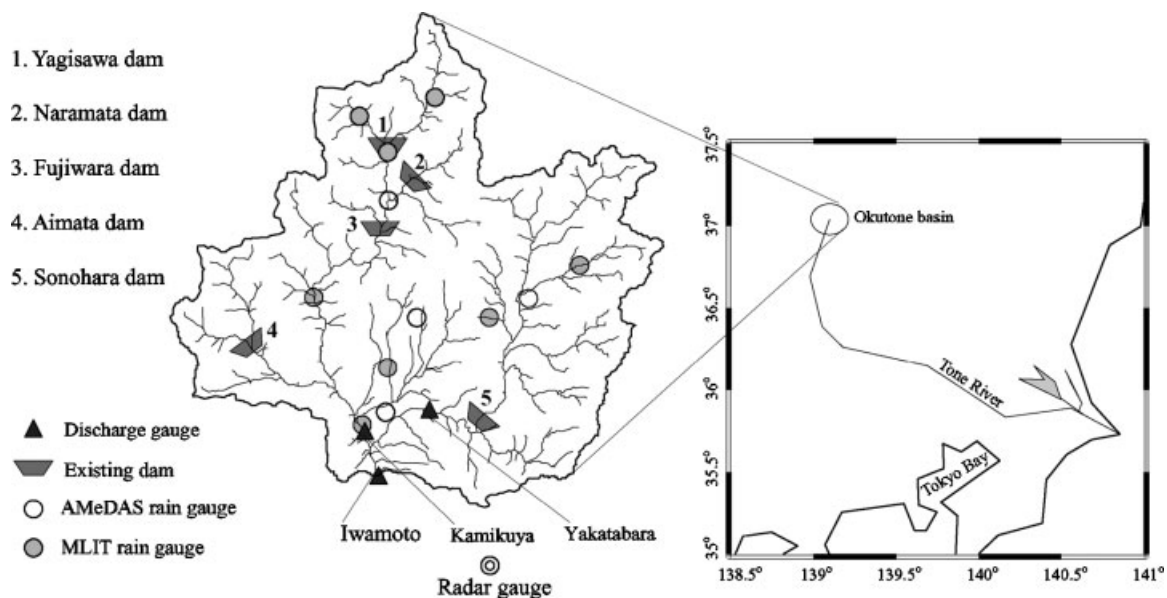 1. Yagisawa dam
2. Naramata dam
3. Fujiwara dam
4. Aimata dam
5. Sonohara dam
Discharge gauge
Existing dam
AMeDAS rain gauge
MLIT rain gauge
1
2
3
4
5
Iwamoto
Kamikuya
Yakatabara
Radar gauge
Okutone basin
Tone River
Tokyo Bay
37.5°
37°
36.5°
36°
35.5°
35°
138.5°
139°
139.5°
140°
140.5°
141°